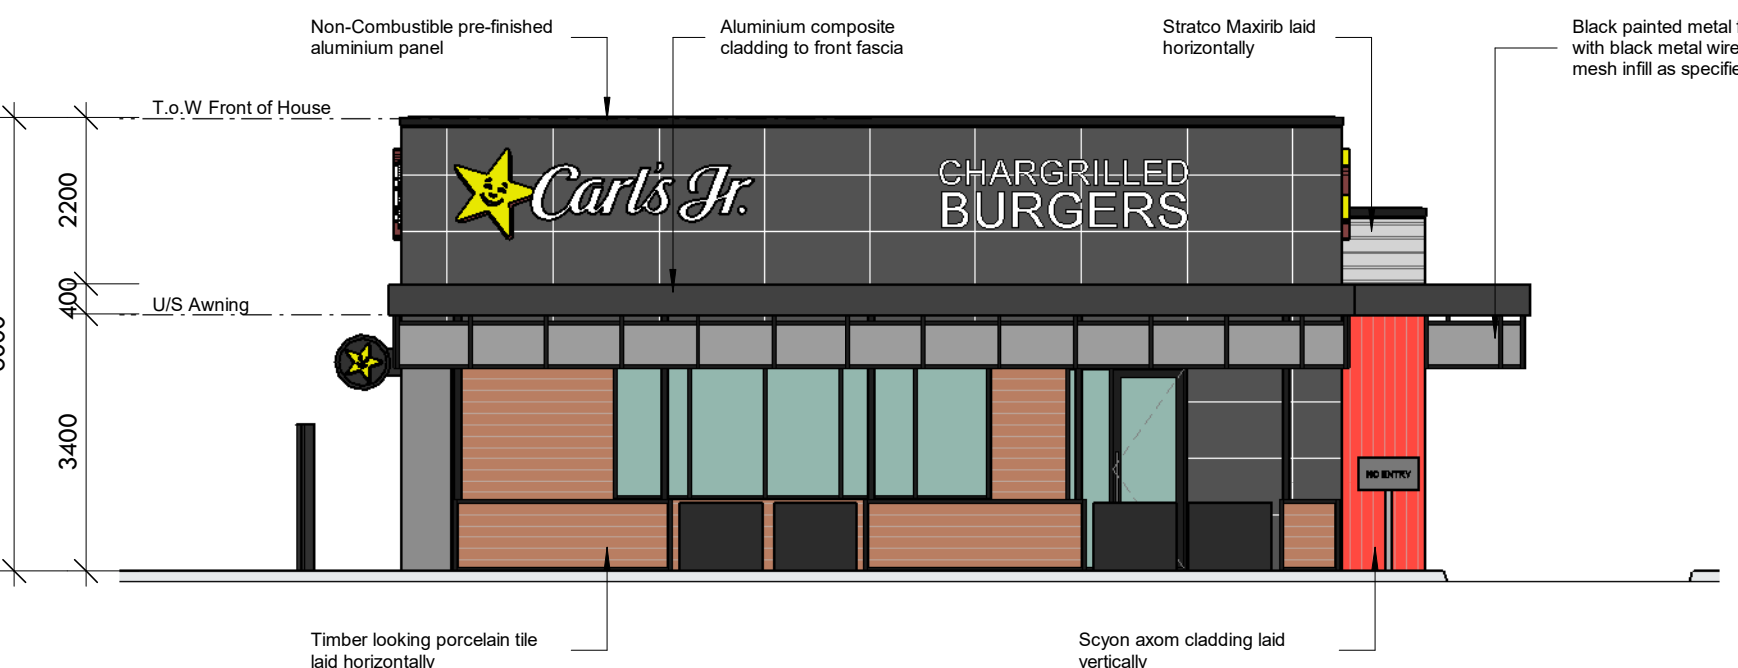 Non-Combustible pre-finished
aluminium panel
Aluminium composite
cladding to front fascia
Stratco Maxirib laid
horizontally
Black painted metal
with black metal wire
mesh infill as
T.o.W Front of House
2200
Carl's Jr.
CHARGRILLED
BURGERS
400
U/S Awning
3400
NO ENTRY
Timber looking porcelain tile
laid horizontally
Scyon axom cladding laid
vertically